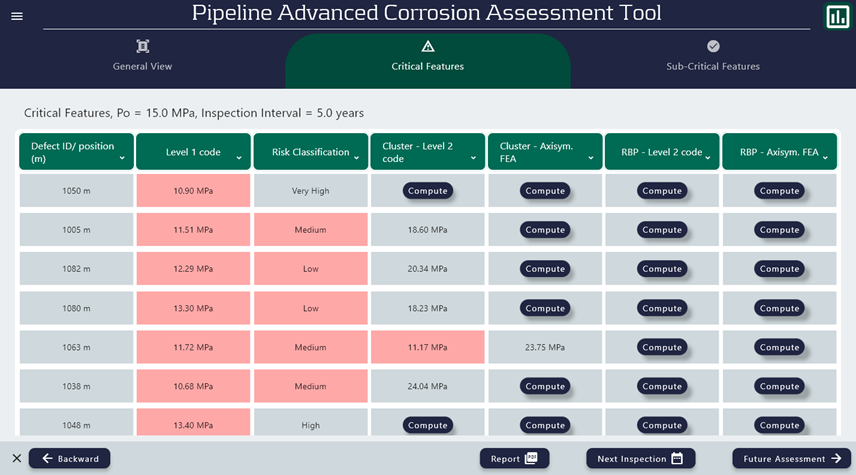 Pipeline Advanced Corrosion Assessment Tool
General View
Critical Features
Sub-Critical Features
Critical Features, Po = 15.0 MPa, Inspection Interval = 5.0 years
Defect ID/ position
(m)
Level 1 code
Risk Classification
Cluster - Level 2
code
Cluster - Axisym.
FEA
RBP - Level 2 code
RBP - Axisym. FEA
1050 m
10.90 MPa
Very High
Compute
Compute
Compute
Compute
1005 m
11.51 MPa
Medium
18.60 MPa
Compute
Compute
Compute
1082 m
12.29 MPa
Low
20.34 MPa
Compute
Compute
Compute
1080 m
13.30 MPa
Low
18.23 MPa
Compute
Compute
Compute
1063 m
11.72 MPa
Medium
11.17 MPa
23.75 MPa
Compute
Compute
1038 m
10.68 MPa
Medium
24.04 MPa
Compute
Compute
Compute
1048 m
13.40 MPa
High
Compute
Compute
Compute
Compute
Backward
Report
PDF
Next Inspection
Future Assessment